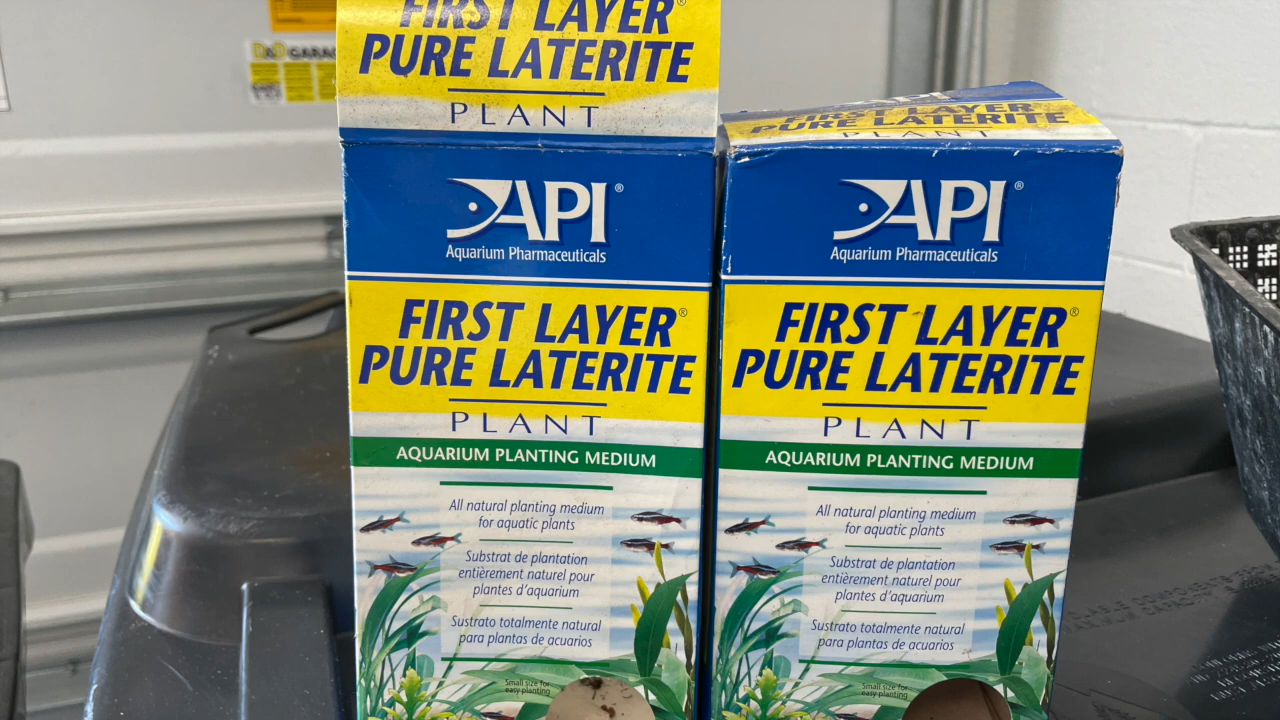 FIRST LAYER®
PURE LATERITE
PLANT
API®
Aquarium Pharmaceuticals
FIRST LAYER®
PURE LATERITE
PLANT
AQUARIUM PLANTING MEDIUM
All natural planting medium
for aquatic plants
Substrat de plantation
entièrement naturel pour
plantes d'aquarium
Sustrato totalmente natural
para plantas de acuarios
Small size for
easy planting
API
FIRST LAYER
PURE LATERITE
PLANT
API®
Aquarium Pharmaceuticals
FIRST LAYER®
PURE LATERITE
PLANT
AQUARIUM PLANTING MEDIUM
All natural planting medium
for aquatic plants
Substrat de plantation
entièrement naturel pour
plantes d'aquarium
Sustrato totalmente natural
para plantas de acuarios
Small size for
easy planting